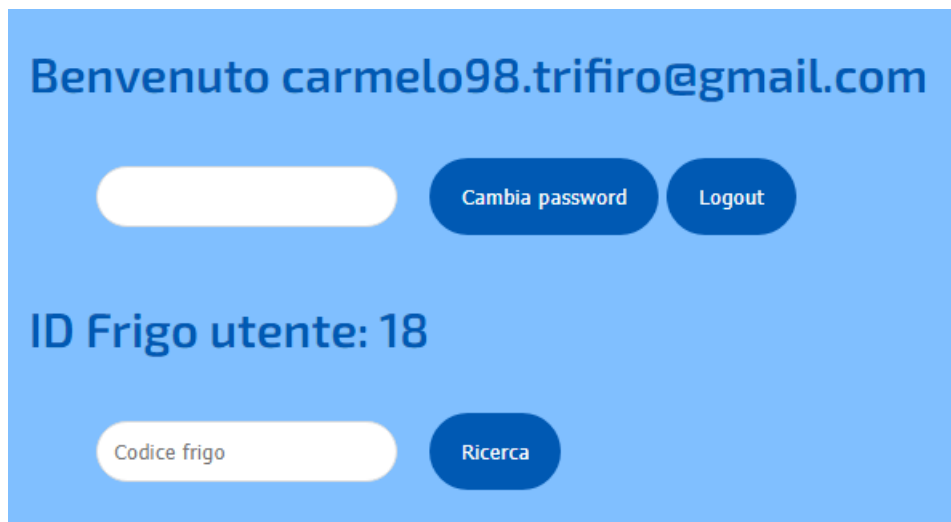 Benvenuto carmelo98.trifiro@gmail.com
Cambia password Logout
ID Frigo utente: 18
Codice frigo Ricerca